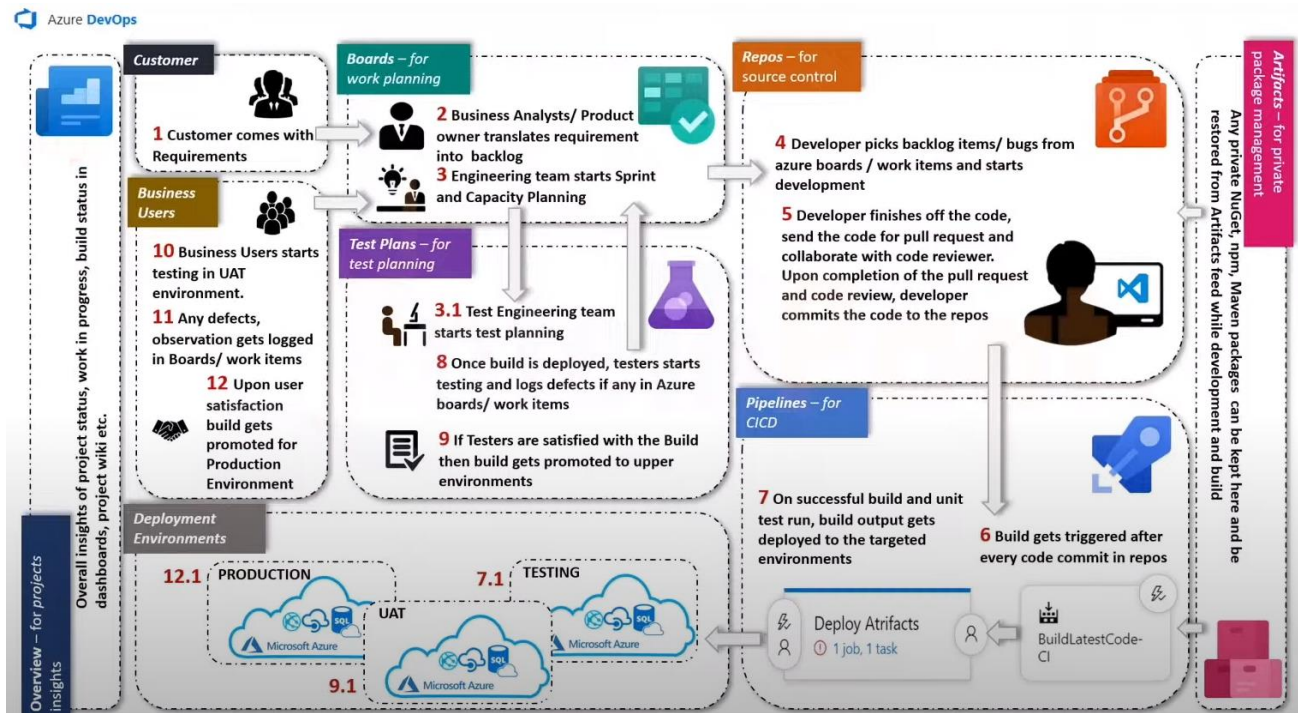 Azure DevOps
Overall insights of project status, work in progress, build status in
dashboards, project wiki etc.
Overview – for projects
insights
Customer
1 Customer comes with
Requirements
Business
Users
10 Business Users starts
testing in UAT
environment.
11 Any defects,
observation gets logged
in Boards/ work items
12 Upon user
satisfaction
build gets
promoted for
Production
Environment
Boards – for
work planning
2 Business Analysts/ Product
owner translates requirement
into backlog
3 Engineering team starts Sprint
and Capacity Planning
Test Plans – for
test planning
3.1 Test Engineering team
starts test planning
8 Once build is deployed, testers starts
testing and logs defects if any in Azure
boards/ work items
9 If Testers are satisfied with the Build
then build gets promoted to upper
environments
Repos – for
source control
4 Developer picks backlog items/ bugs from
azure boards / work items and starts
development
5 Developer finishes off the code,
send the code for pull request and
collaborate with code reviewer.
Upon completion of the pull request
and code review, developer
commits the code to the repos
Artifacts – for private
package management
Any private NuGet, npm, Maven packages can be kept here and be
restored from Artifacts feed while development and build
Pipelines – for
CICD
7 On successful build and unit
test run, build output gets
deployed to the targeted
environments
6 Build gets triggered after
every code commit in repos
Deploy Atrifacts
1 job, 1 task
BuildLatestCode-
CI
Deployment
Environments
12.1 PRODUCTION
SQL
Microsoft Azure
7.1 TESTING
SQL
Microsoft Azure
UAT
SQL
9.1 Microsoft Azure